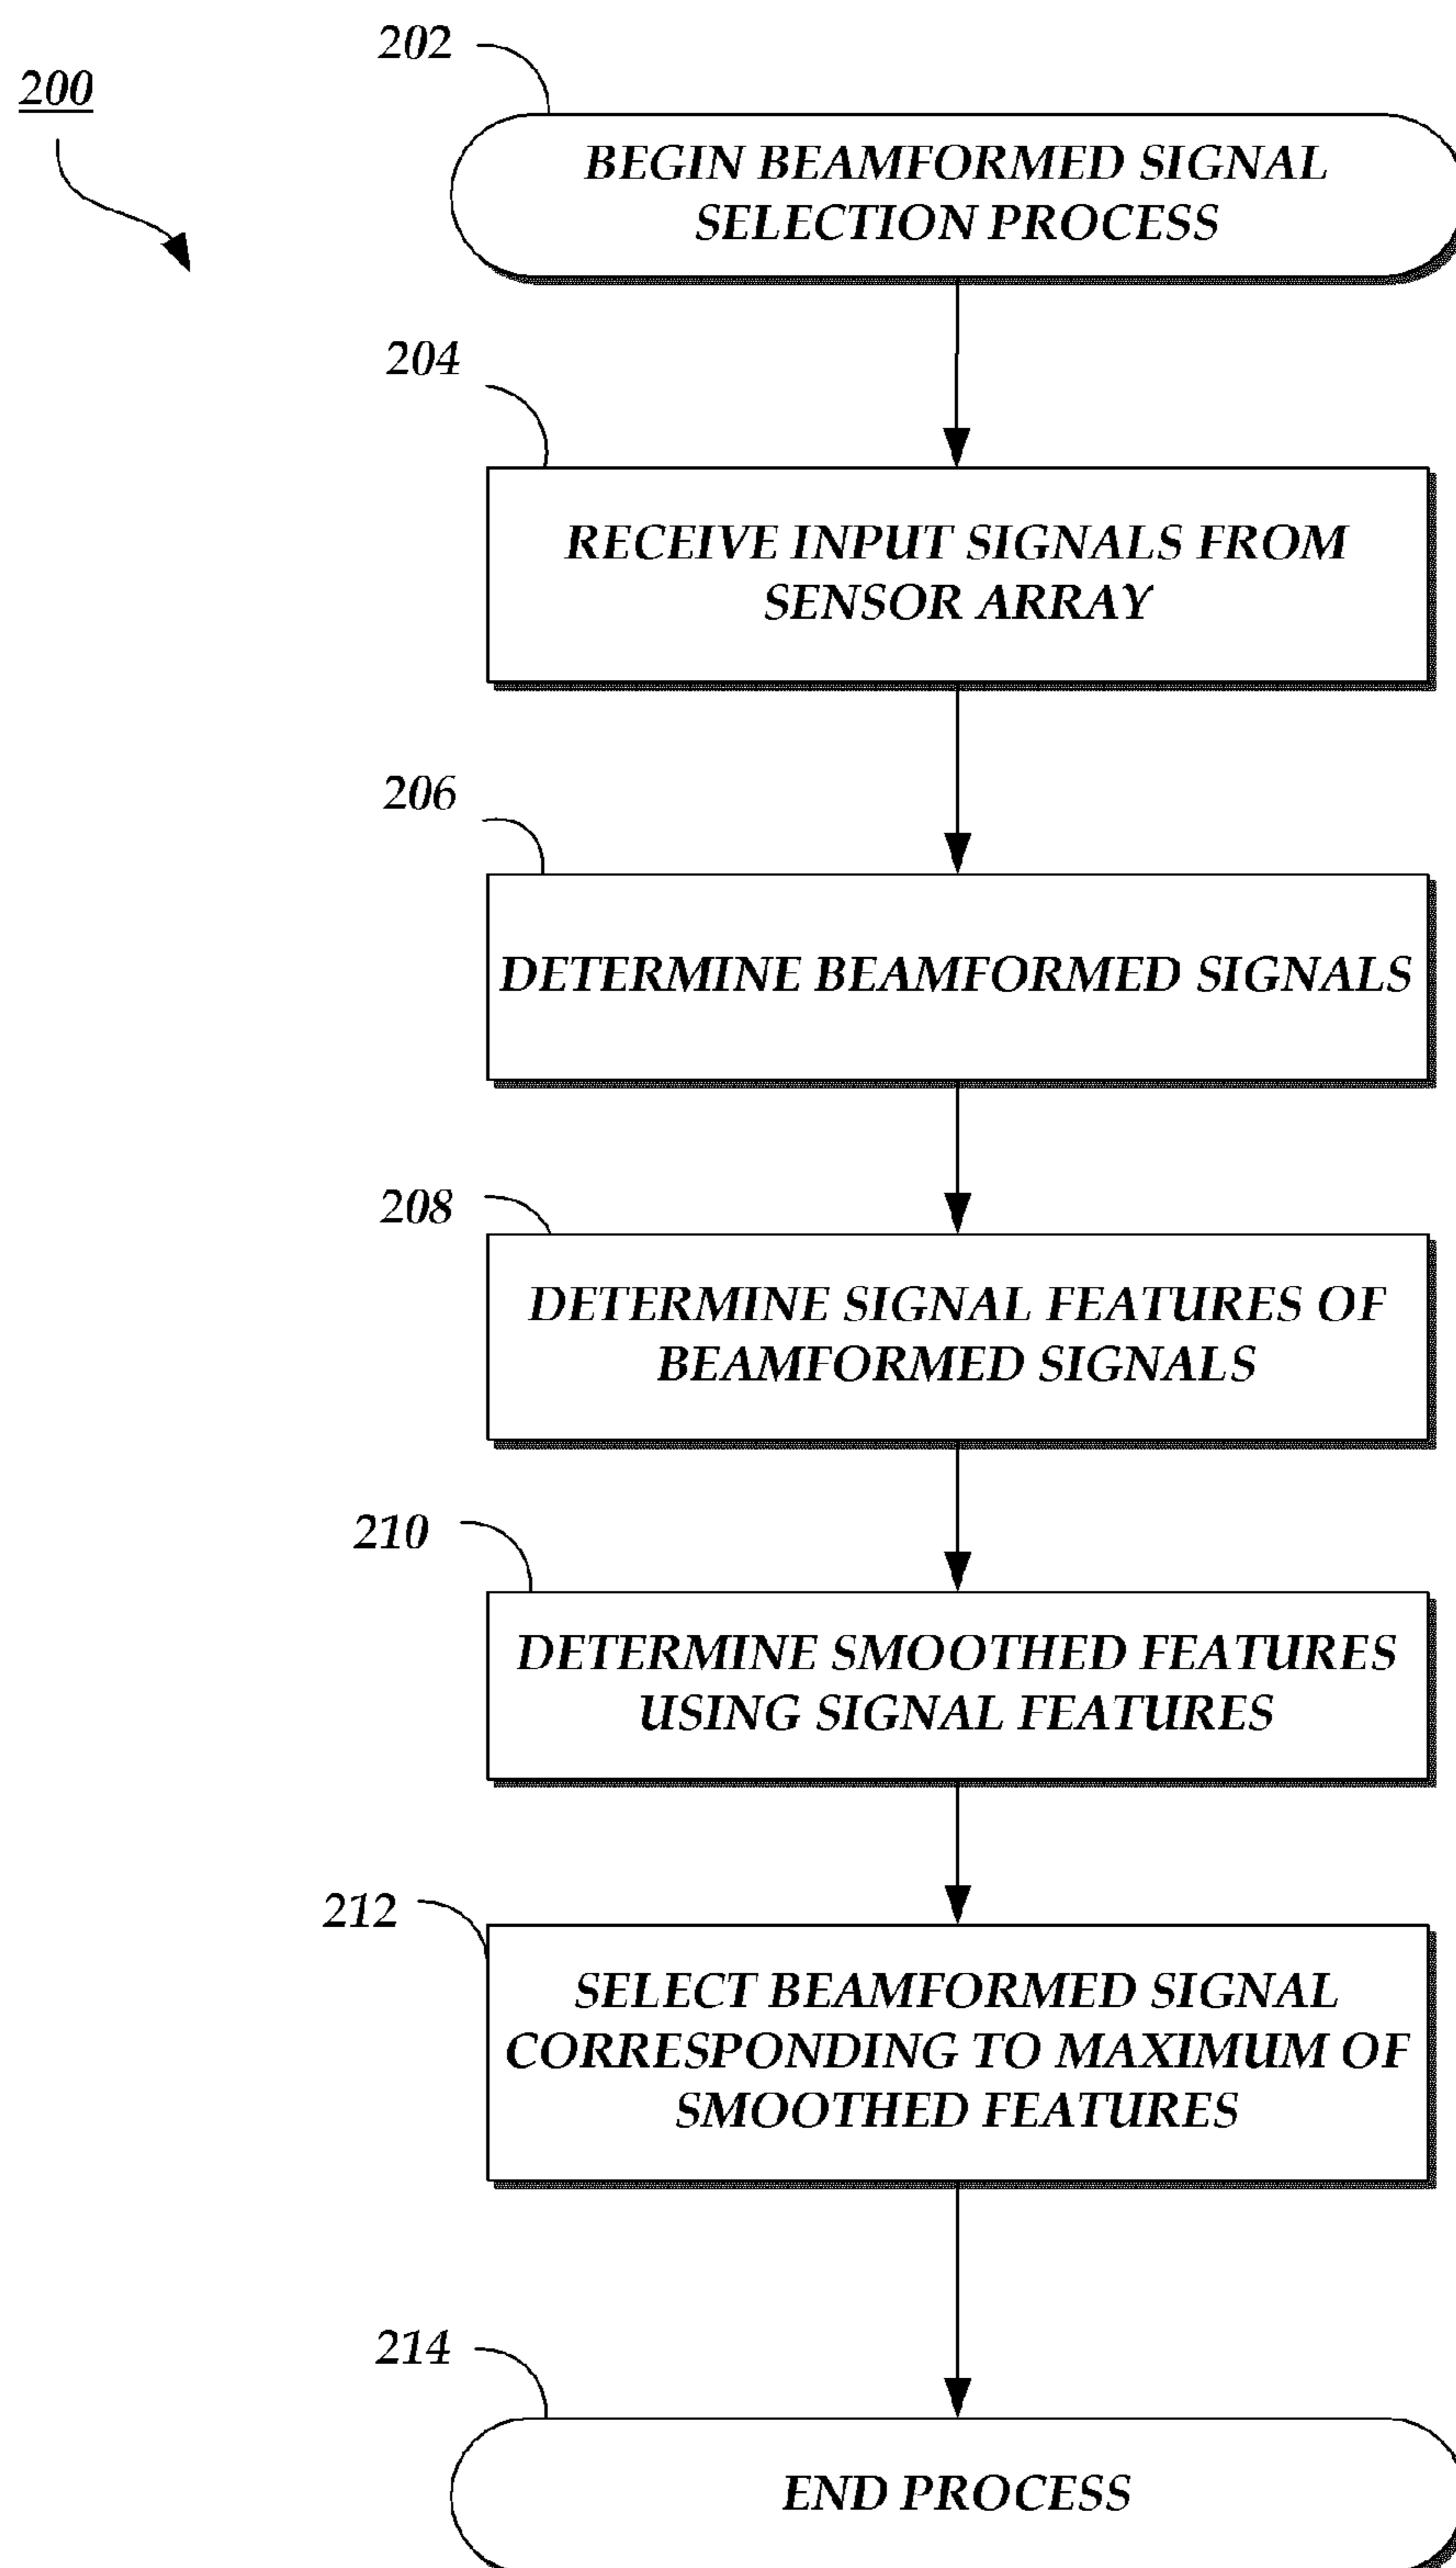 200
202
BEGIN BEAMFORMED SIGNAL
SELECTION PROCESS
204
RECEIVE INPUT SIGNALS FROM
SENSOR ARRAY
206
DETERMINE BEAMFORMED SIGNALS
208
DETERMINE SIGNAL FEATURES OF
BEAMFORMED SIGNALS
210
DETERMINE SMOOTHED FEATURES
USING SIGNAL FEATURES
212
SELECT BEAMFORMED SIGNAL
CORRESPONDING TO MAXIMUM OF
SMOOTHED FEATURES
214
END PROCESS